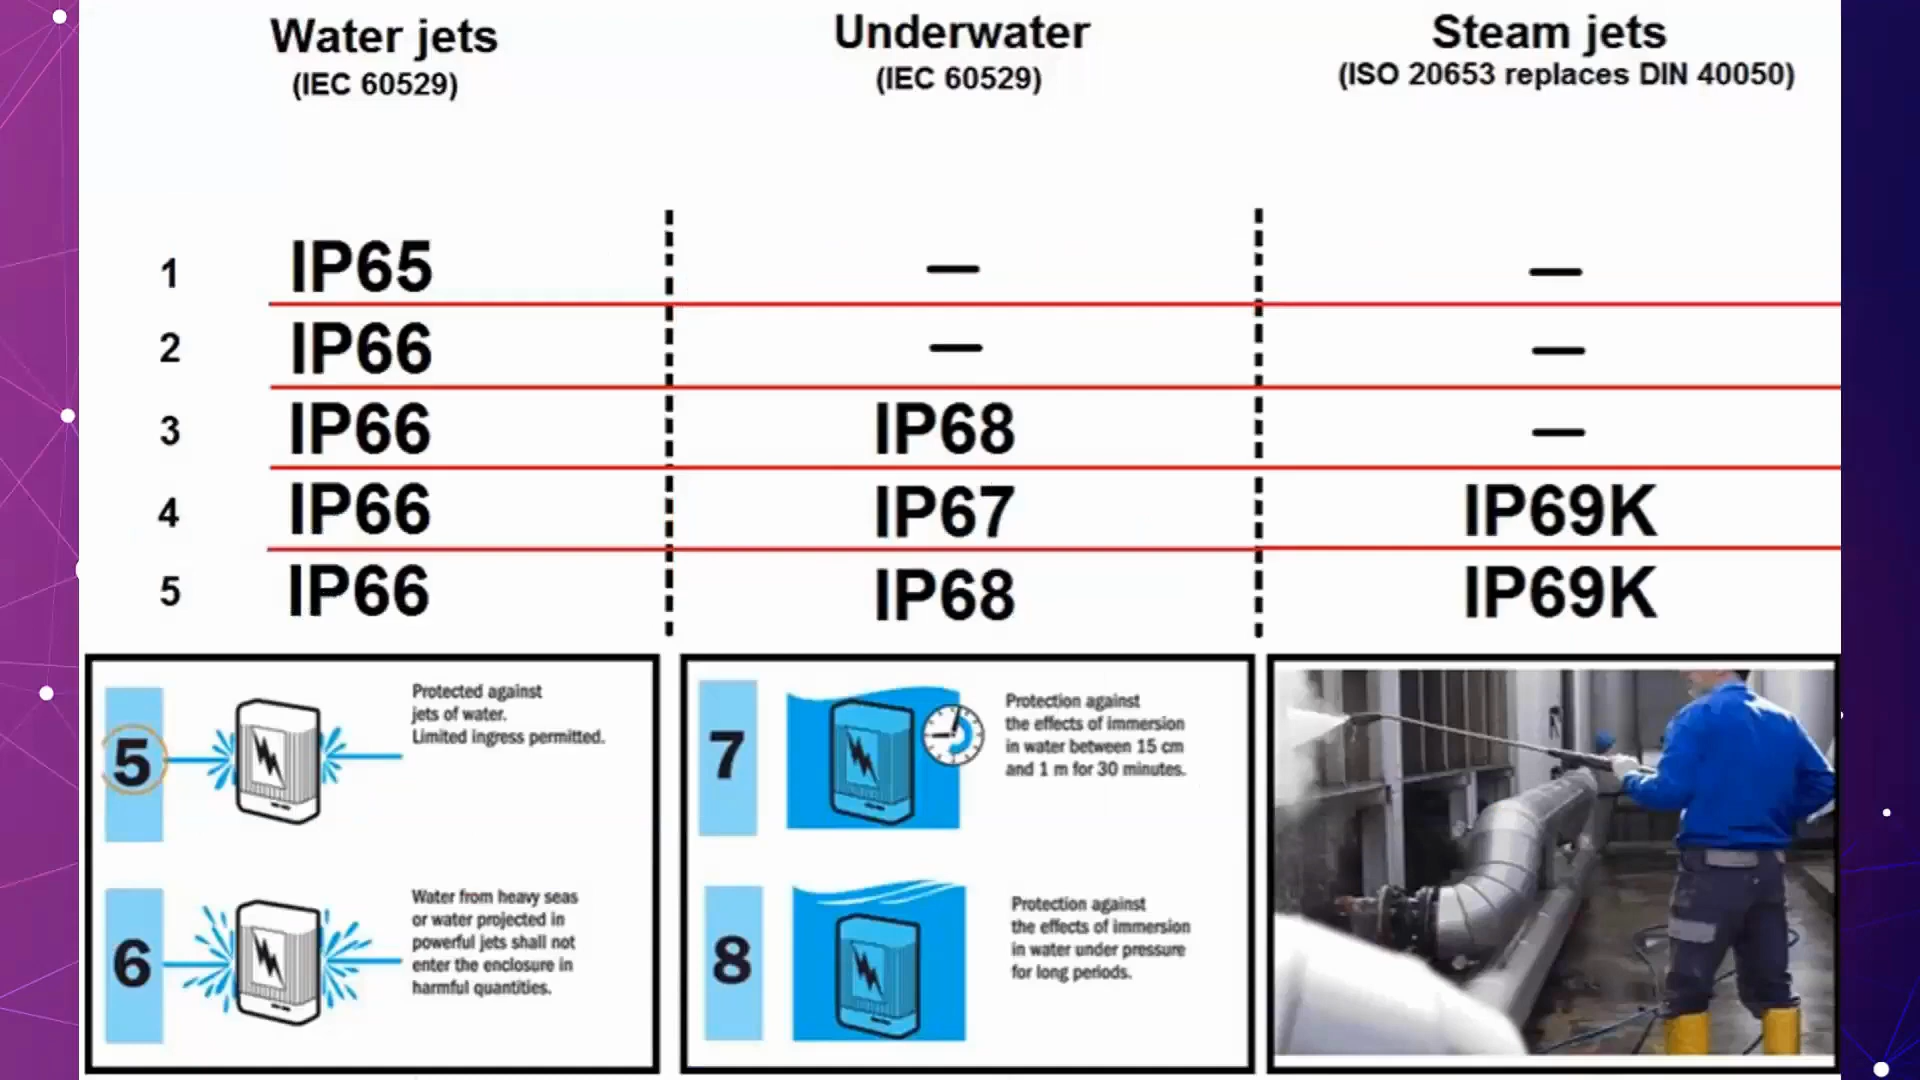 Water jets
(IEC 60529)
Underwater
(IEC 60529)
Steam jets
(ISO 20653 replaces DIN 40050)
1 IP65 – –
2 IP66 – –
3 IP66 IP68 –
4 IP66 IP67 IP69K
5 IP66 IP68 IP69K
5
Protected against
jets of water.
Limited ingress permitted.
6
Water from heavy seas
or water projected in
powerful jets shall not
enter the enclosure in
harmful quantities.
7
Protection against
the effects of immersion
in water between 15 cm
and 1 m for 30 minutes.
8
Protection against
the effects of immersion
in water under pressure
for long periods.